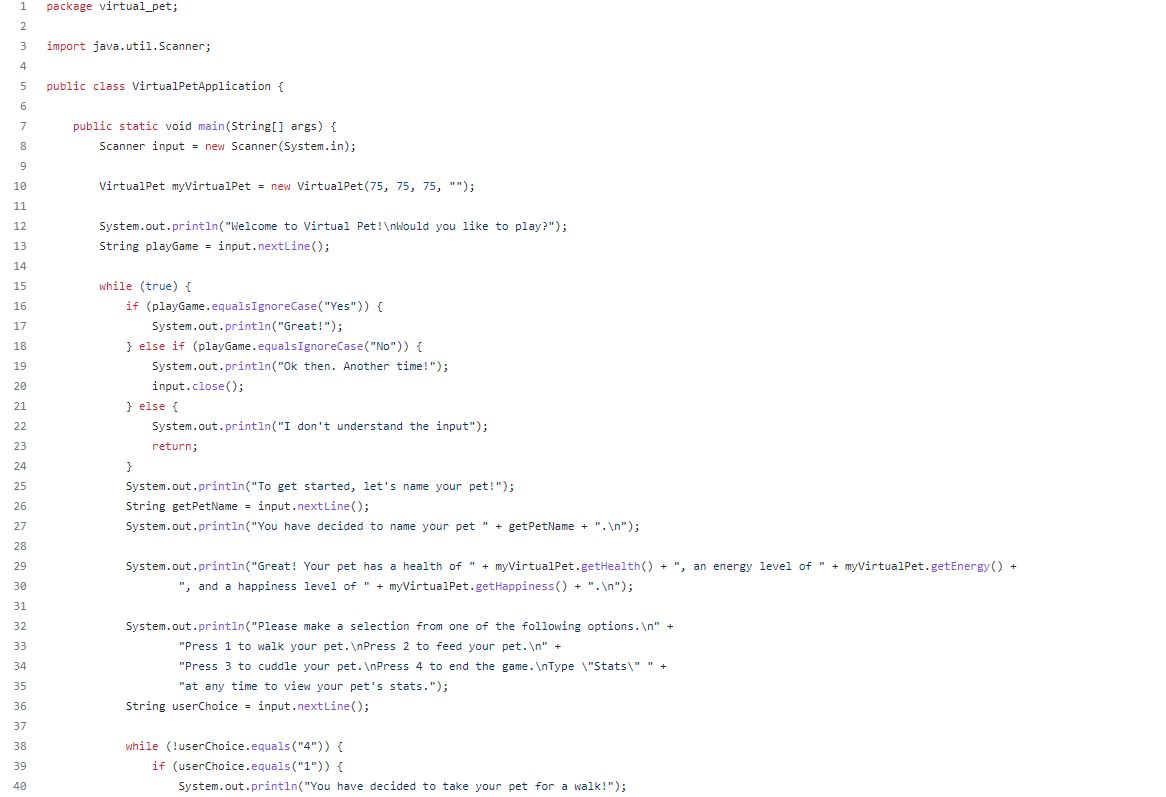 1 package virtual_pet;
2
3 import java.util.Scanner;
4
5 public class VirtualPetApplication {
6
7     public static void main(String[] args) {
8         Scanner input = new Scanner(System.in);
9
10         VirtualPet myVirtualPet = new VirtualPet(75, 75, 75, "");
11
12         System.out.println("Welcome to Virtual Pet!\nWould you like to play?");
13         String playGame = input.nextLine();
14
15         while (true) {
16             if (playGame.equalsIgnoreCase("Yes")) {
17                 System.out.println("Great!");
18             } else if (playGame.equalsIgnoreCase("No")) {
19                 System.out.println("Ok then. Another time!");
20                 input.close();
21             } else {
22                 System.out.println("I don't understand the input");
23                 return;
24             }
25             System.out.println("To get started, let's name your pet!");
26             String getPetName = input.nextLine();
27             System.out.println("You have decided to name your pet " + getPetName + ".\n");
28
29             System.out.println("Great! Your pet has a health of " + myVirtualPet.getHealth() + ", an energy level of " + myVirtualPet.getEnergy() +
30                     ", and a happiness level of " + myVirtualPet.getHappiness() + ".\n");
31
32             System.out.println("Please make a selection from one of the following options.\n" +
33                     "Press 1 to walk your pet.\nPress 2 to feed your pet.\n" +
34                     "Press 3 to cuddle your pet.\nPress 4 to end the game.\nType \"Stats\" " +
35                     "at any time to view your pet's stats.");
36             String userChoice = input.nextLine();
37
38             while (!userChoice.equals("4")) {
39                 if (userChoice.equals("1")) {
40                     System.out.println("You have decided to take your pet for a walk!");